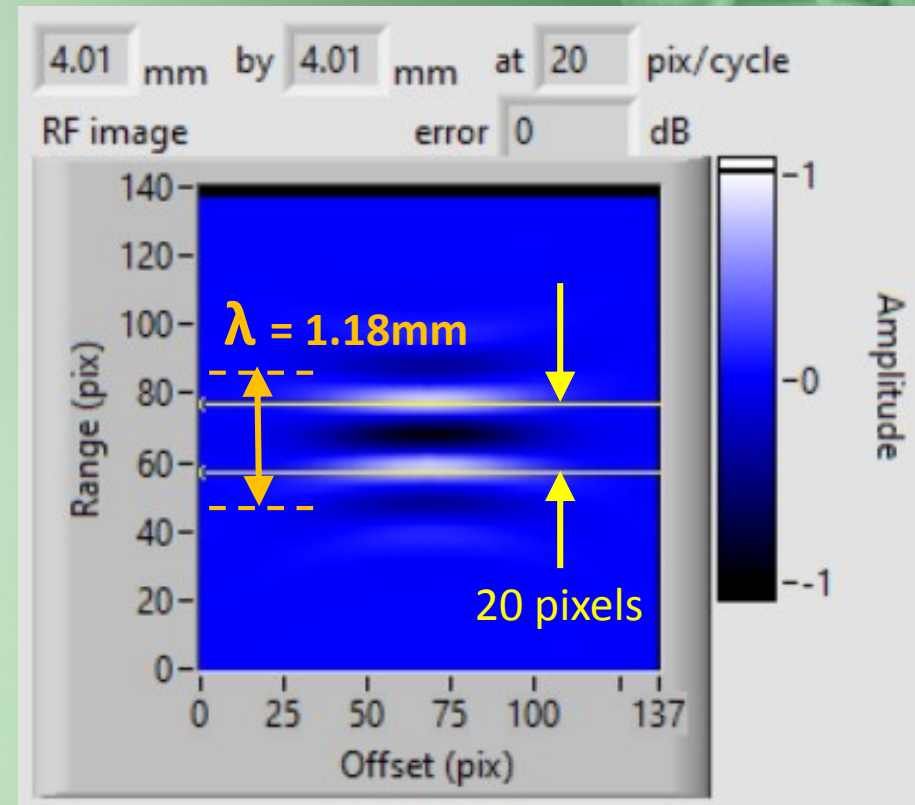 4.01 mm by 4.01 mm at 20 pix/cycle
RF image error 0 dB
140
120
100
80
60
40
20
0
Range (pix)
λ = 1.18mm
20 pixels
0 25 50 75 100 137
Offset (pix)
1
0
-1
Amplitude